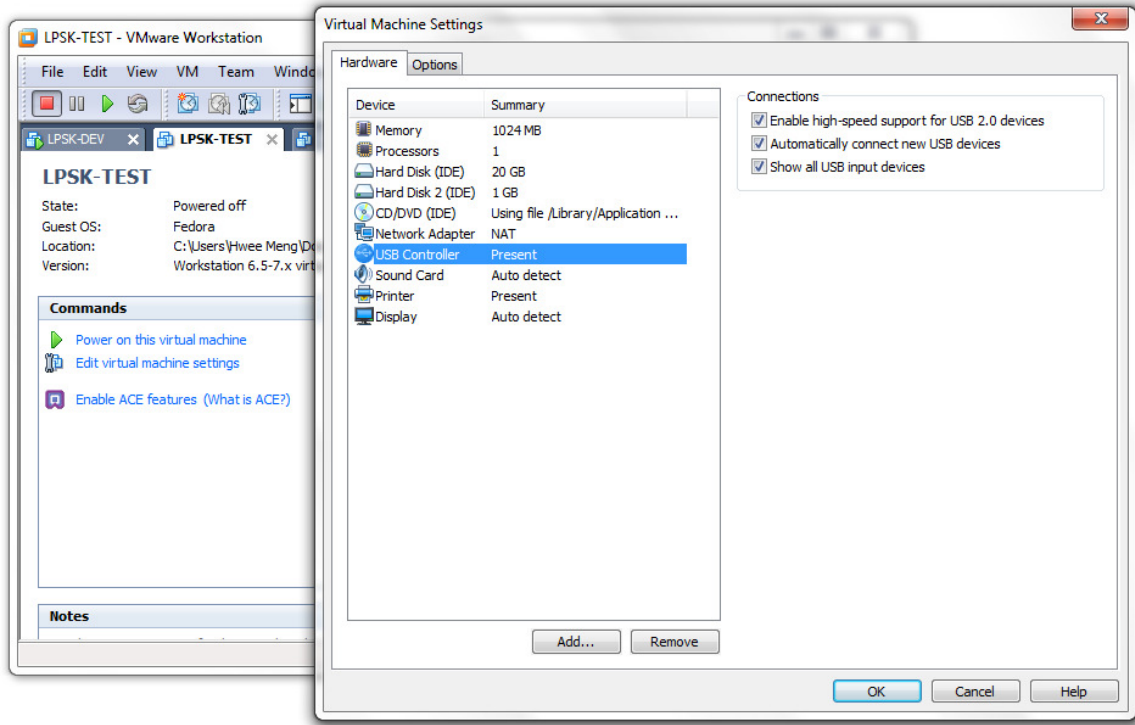 LPSK-TEST - VMware Workstation
File Edit View VM Team
LPSK-DEV LPSK-TEST
LPSK-TEST
State: Powered off
Guest OS: Fedora
Location: C:\Users\Hwee Meng\
Version: Workstation 6.5-7.x
Commands
Power on this virtual machine
Edit virtual machine settings
Enable ACE features (What is ACE?)
Notes
Virtual Machine Settings
Hardware Options
Device Summary
Memory 1024 MB
Processors 1
Hard Disk (IDE) 20 GB
Hard Disk 2 (IDE) 1 GB
CD/DVD (IDE) Using file /Library/Application ...
Network Adapter NAT
USB Controller Present
Sound Card Auto detect
Printer Present
Display Auto detect
Add... Remove
Connections
Enable high-speed support for USB 2.0 devices
Automatically connect new USB devices
Show all USB input devices
OK Cancel Help